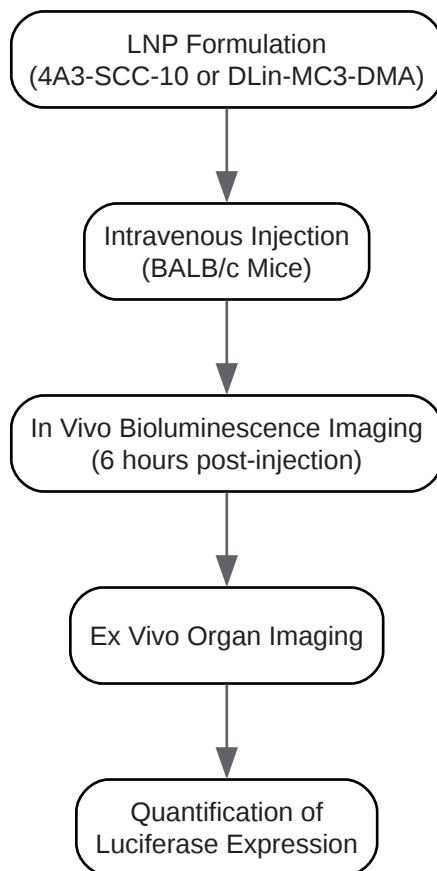 LNP Formulation
(4A3-SCC-10 or DLin-MC3-DMA)
Intravenous Injection
(BALB/c Mice)
In Vivo Bioluminescence Imaging
(6 hours post-injection)
Ex Vivo Organ Imaging
Quantification of
Luciferase Expression